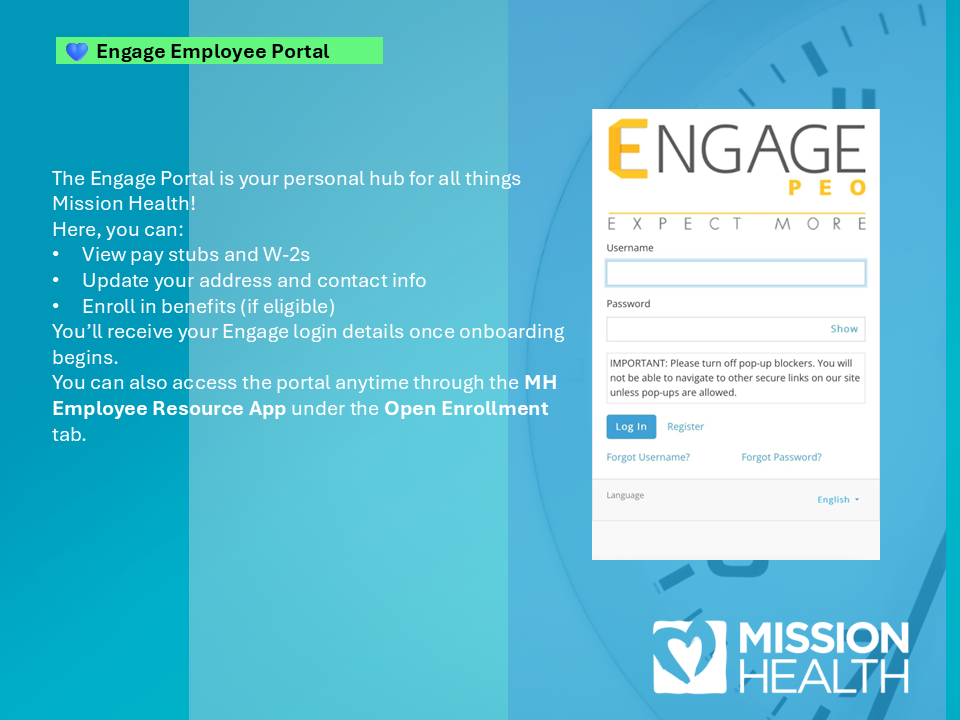 💙 Engage Employee Portal
The Engage Portal is your personal hub for all things
Mission Health!
Here, you can:
• View pay stubs and W-2s
• Update your address and contact info
• Enroll in benefits (if eligible)
You’ll receive your Engage login details once onboarding
begins.
You can also access the portal anytime through the MH
Employee Resource App under the Open Enrollment
tab.
ENGAGE
PEO
EXPECT MORE
Username
Password
Show
IMPORTANT: Please turn off pop-up blockers. You will
not be able to navigate to other secure links on our site
unless pop-ups are allowed.
Log In Register
Forgot Username? Forgot Password?
Language
English
MISSION
HEALTH